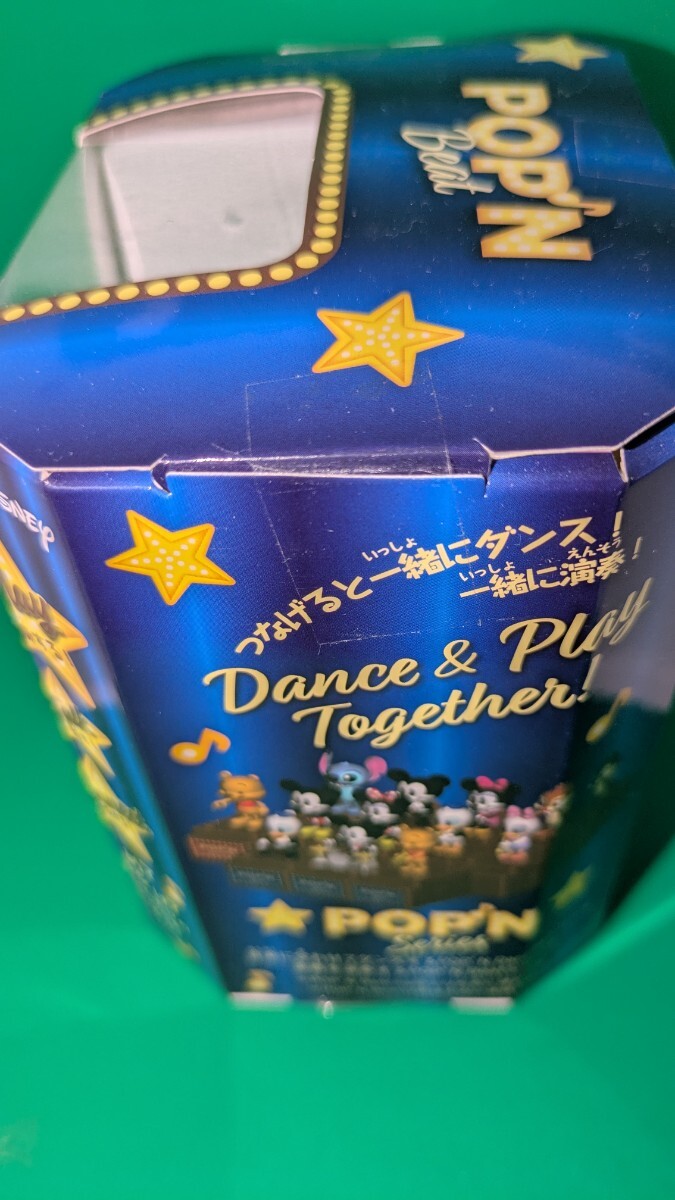 POP'N
Beat
SNEY
いっしょ
つなげると一緒にダンス!
いっしょ えんそう
一緒に演奏!
Dance & Play
Together!
POP'N
Series